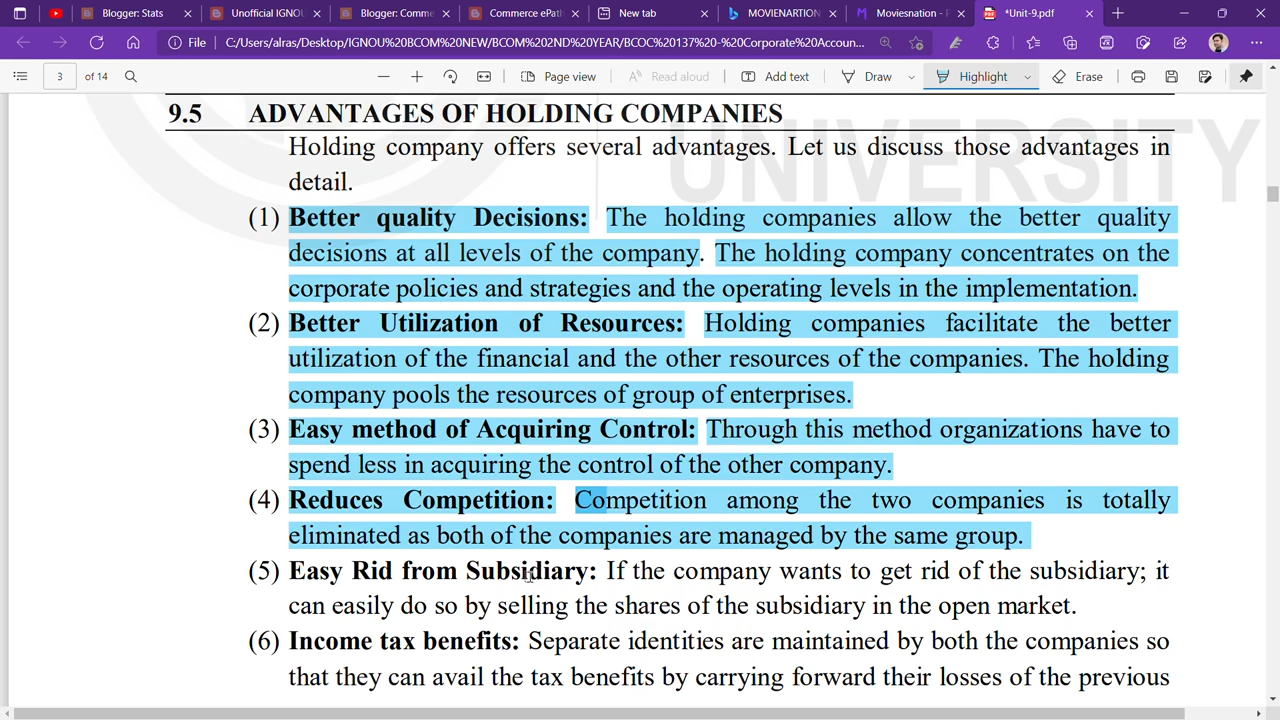 Blogger: Stats
Unofficial IGNOU
Blogger: Comme
Commerce ePath
New tab
MOVIENARTION
Moviesnation - 
*Unit-9.pdf
File C:/Users/alras/Desktop/IGNOU%20BCOM%20NEW/BCOM%202ND%20YEAR/BCOC%20137%20-%20Corporate%20Accoun...
3 of 14 Page view Read aloud Add text Draw Highlight Erase
UNIVERSITY
9.5 ADVANTAGES OF HOLDING COMPANIES
Holding company offers several advantages. Let us discuss those advantages in
detail.
(1) Better quality Decisions: The holding companies allow the better quality
decisions at all levels of the company. The holding company concentrates on the
corporate policies and strategies and the operating levels in the implementation.
(2) Better Utilization of Resources: Holding companies facilitate the better
utilization of the financial and the other resources of the companies. The holding
company pools the resources of group of enterprises.
(3) Easy method of Acquiring Control: Through this method organizations have to
spend less in acquiring the control of the other company.
(4) Reduces Competition: Competition among the two companies is totally
eliminated as both of the companies are managed by the same group.
(5) Easy Rid from Subsidiary: If the company wants to get rid of the subsidiary; it
can easily do so by selling the shares of the subsidiary in the open market.
(6) Income tax benefits: Separate identities are maintained by both the companies so
that they can avail the tax benefits by carrying forward their losses of the previous